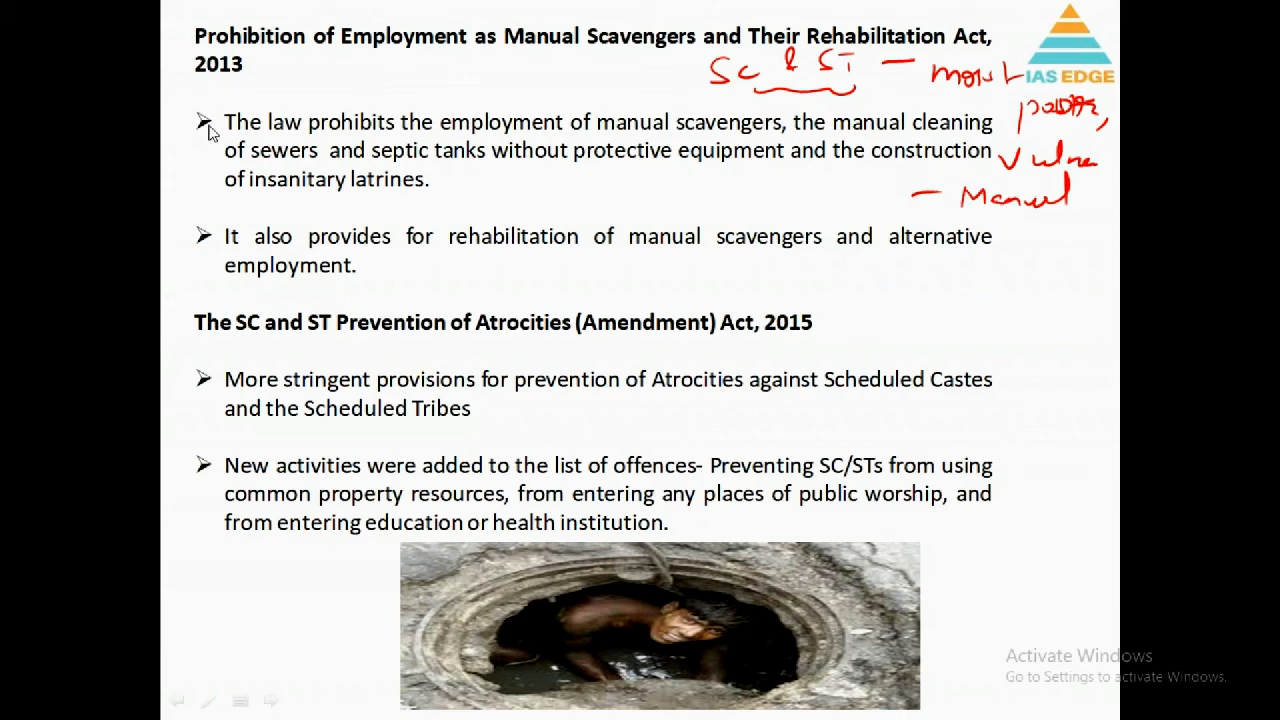 Prohibition of Employment as Manual Scavengers and Their Rehabilitation Act,
2013
SC & ST –
IAS EDGE
➢ The law prohibits the employment of manual scavengers, the manual cleaning
of sewers and septic tanks without protective equipment and the construction
of insanitary latrines.
Vulne
– Manual
➢ It also provides for rehabilitation of manual scavengers and alternative
employment.
The SC and ST Prevention of Atrocities (Amendment) Act, 2015
➢ More stringent provisions for prevention of Atrocities against Scheduled Castes
and the Scheduled Tribes
➢ New activities were added to the list of offences- Preventing SC/STs from using
common property resources, from entering any places of public worship, and
from entering education or health institution.
Activate Windows
Go to Settings to activate Windows.